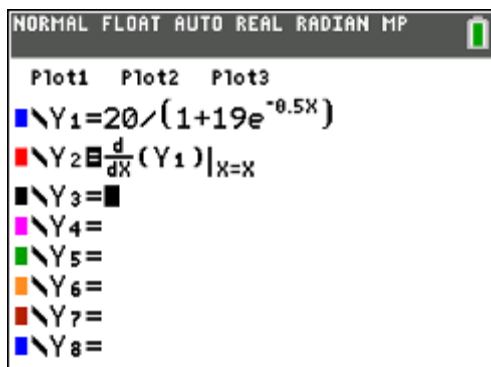 NORMAL FLOAT AUTO REAL RADIAN MP
Plot1 Plot2 Plot3
\Y₁=20/(1+19e^-0.5X)
\Y₂=d/dX(Y₁)|X=X
\Y₃=
\Y₄=
\Y₅=
\Y₆=
\Y₇=
\Y₈=